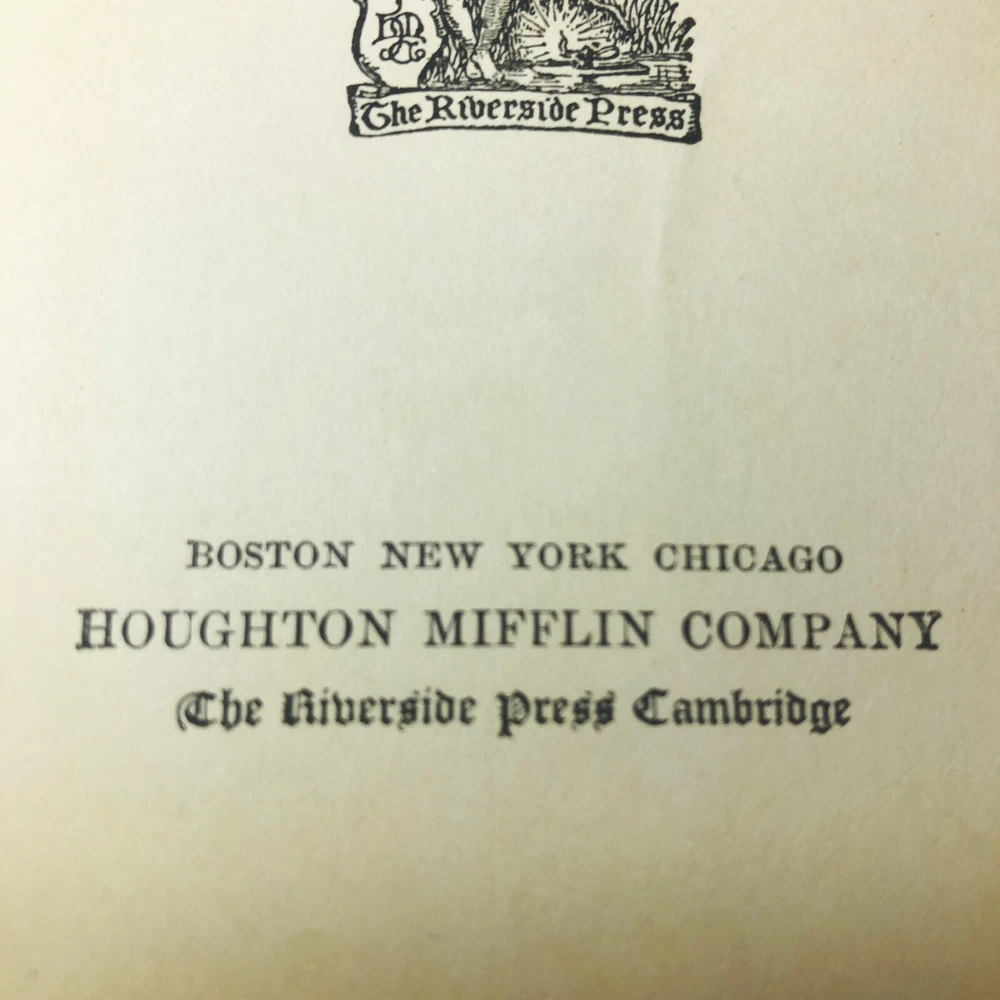 The Riverside Press
BOSTON NEW YORK CHICAGO
HOUGHTON MIFFLIN COMPANY
The Riverside Press Cambridge